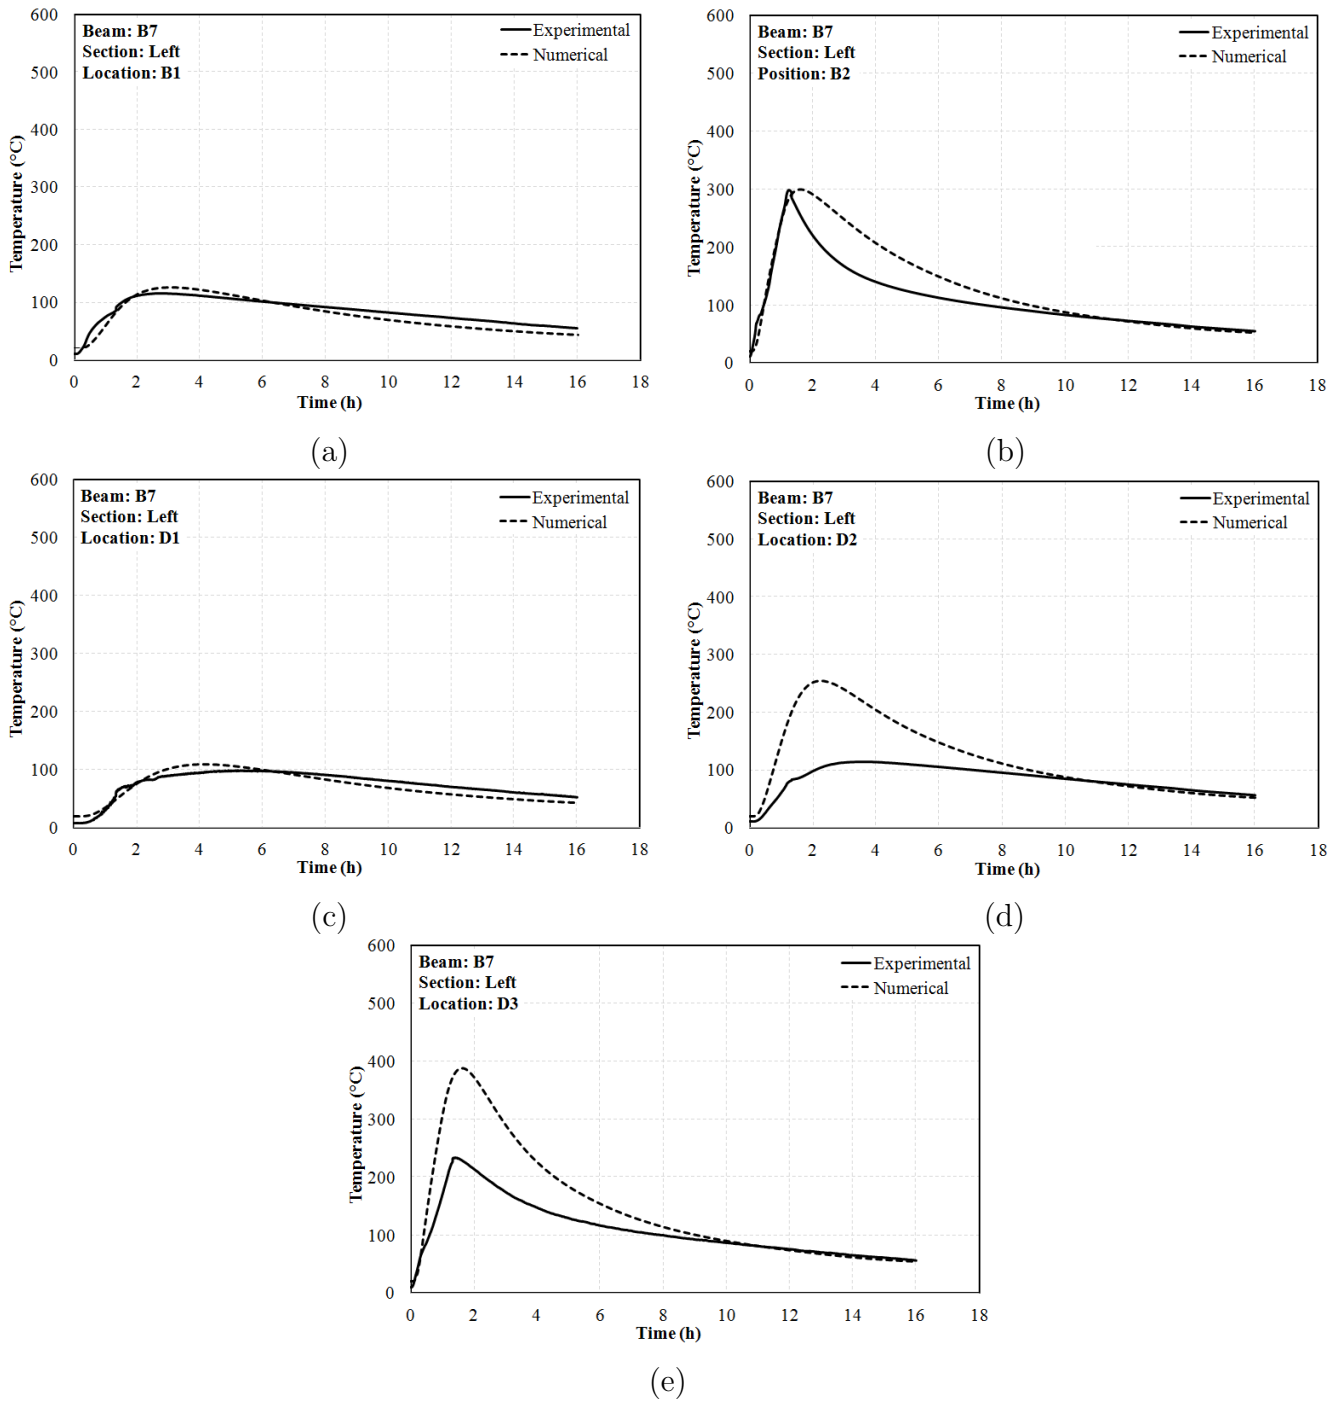 Beam: B7
Section: Left
Location: B1
Experimental
Numerical
600
500
400
300
200
100
0
Temperature (°C)
0 2 4 6 8 10 12 14 16 18
Time (h)
(a)
Beam: B7
Section: Left
Position: B2
Experimental
Numerical
600
500
400
300
200
100
0
Temperature (°C)
0 2 4 6 8 10 12 14 16 18
Time (h)
(b)
Beam: B7
Section: Left
Location: D1
Experimental
Numerical
600
500
400
300
200
100
0
Temperature (°C)
0 2 4 6 8 10 12 14 16 18
Time (h)
(c)
Beam: B7
Section: Left
Location: D2
Experimental
Numerical
600
500
400
300
200
100
0
Temperature (°C)
0 2 4 6 8 10 12 14 16 18
Time (h)
(d)
Beam: B7
Section: Left
Location: D3
Experimental
Numerical
600
500
400
300
200
100
0
Temperature (°C)
0 2 4 6 8 10 12 14 16 18
Time (h)
(e)